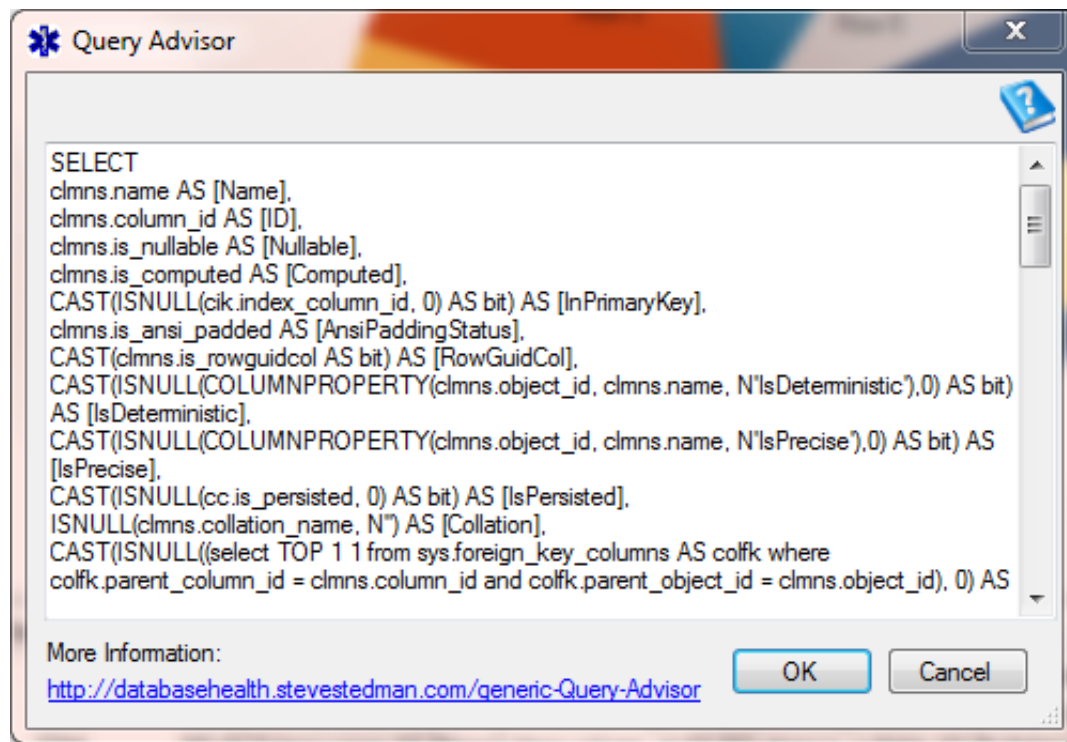 Query Advisor
SELECT
clmns.name AS [Name],
clmns.column_id AS [ID],
clmns.is_nullable AS [Nullable],
clmns.is_computed AS [Computed],
CAST(ISNULL(cik.index_column_id, 0) AS bit) AS [InPrimaryKey],
clmns.is_ansi_padded AS [AnsiPaddingStatus],
CAST(clmns.is_rowguidcol AS bit) AS [RowGuidCol],
CAST(ISNULL(COLUMNPROPERTY(clmns.object_id, clmns.name, N'IsDeterministic'),0) AS bit)
AS [IsDeterministic],
CAST(ISNULL(COLUMNPROPERTY(clmns.object_id, clmns.name, N'IsPrecise'),0) AS bit) AS
[IsPrecise],
CAST(ISNULL(cc.is_persisted, 0) AS bit) AS [IsPersisted],
ISNULL(clmns.collation_name, N'') AS [Collation],
CAST(ISNULL((select TOP 1 1 from sys.foreign_key_columns AS colfk where
colfk.parent_column_id = clmns.column_id and colfk.parent_object_id = clmns.object_id), 0) AS
More Information:
http://databasehealth.stevestedman.com/generic-Query-Advisor
OK
Cancel